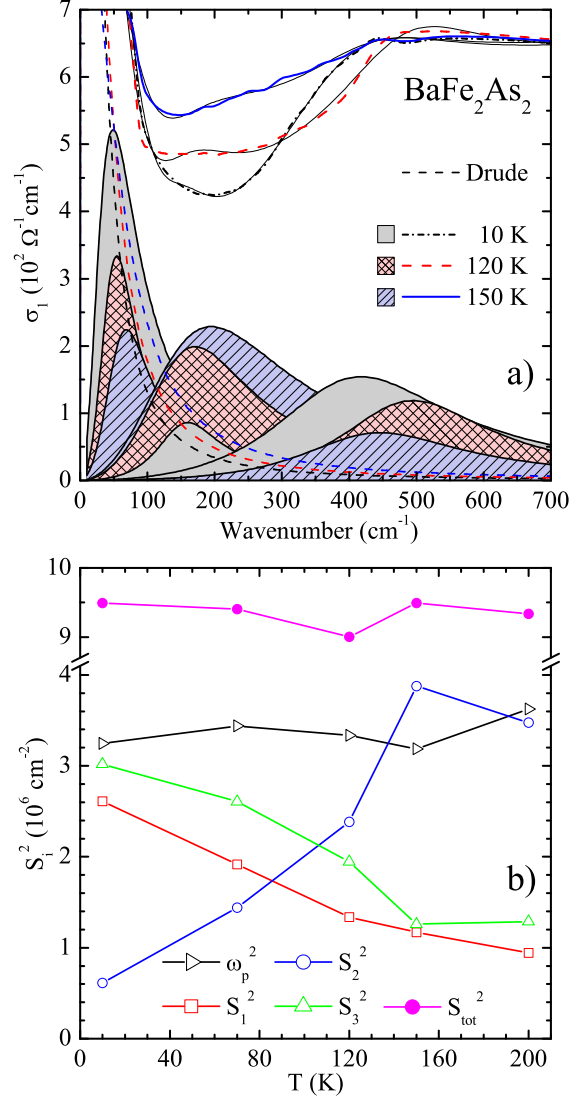 7
6
5
4
3
2
1
0
σ₁ (10² Ω⁻¹cm⁻¹)
BaFe₂As₂
Drude
10 K
120 K
150 K
a)
0 100 200 300 400 500 600 700
Wavenumber (cm⁻¹)
10
9
4
3
2
1
0
Sᵢ² (10⁶ cm⁻²)
b)
ωₚ² S₂²
S₁² S₃² Sₜₒₜ²
0 40 80 120 160 200
T (K)